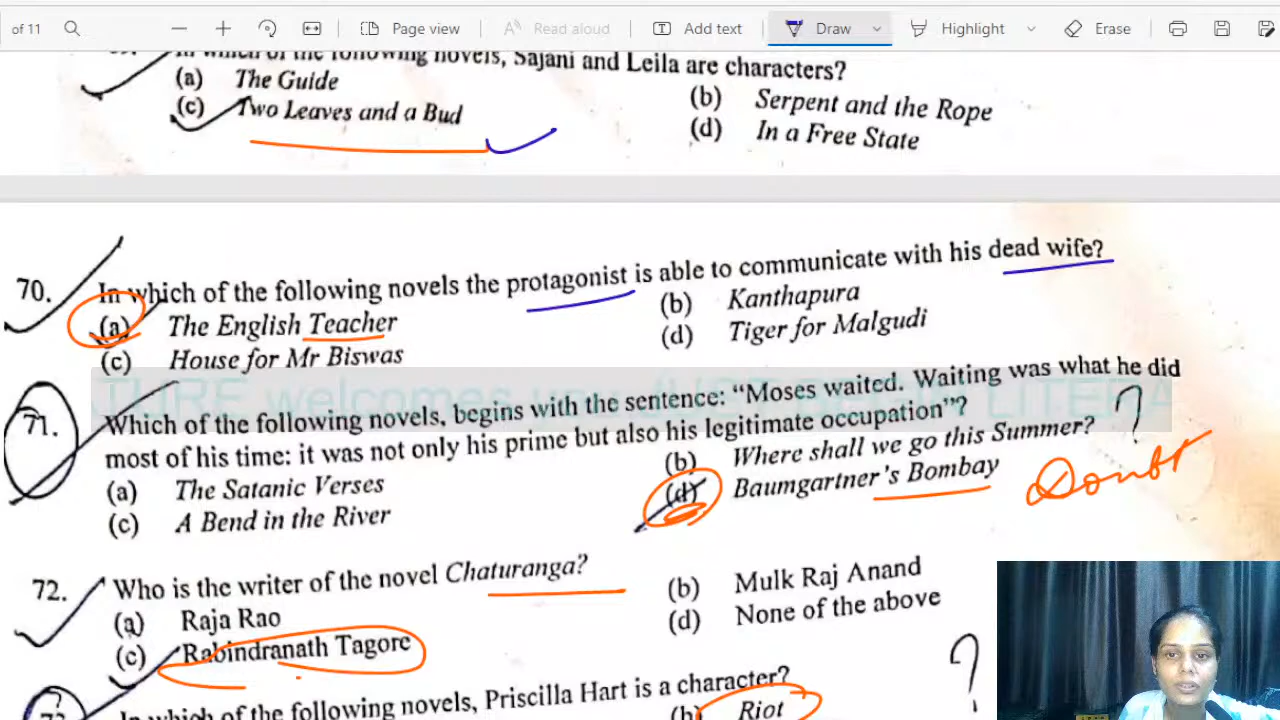 of 11 Page view Read aloud Add text Draw Highlight Erase
In which of the following novels, Sajani and Leila are characters?
(a) The Guide
(b) Serpent and the Rope
(c) Two Leaves and a Bud
(d) In a Free State
70. In which of the following novels the protagonist is able to communicate with his dead wife?
(a) The English Teacher
(b) Kanthapura
(c) House for Mr Biswas
(d) Tiger for Malgudi
TURE welcomes you JUST BEGIN LITERA
71. Which of the following novels, begins with the sentence: “Moses waited. Waiting was what he did
most of his time: it was not only his prime but also his legitimate occupation”? ?
(a) The Satanic Verses
(b) Where shall we go this Summer?
(c) A Bend in the River
(d) Baumgartner's Bombay Doubt
72. Who is the writer of the novel Chaturanga?
(a) Raja Rao
(b) Mulk Raj Anand
(c) Rabindranath Tagore
(d) None of the above
? In which of the following novels, Priscilla Hart is a character? ?
(b) Riot